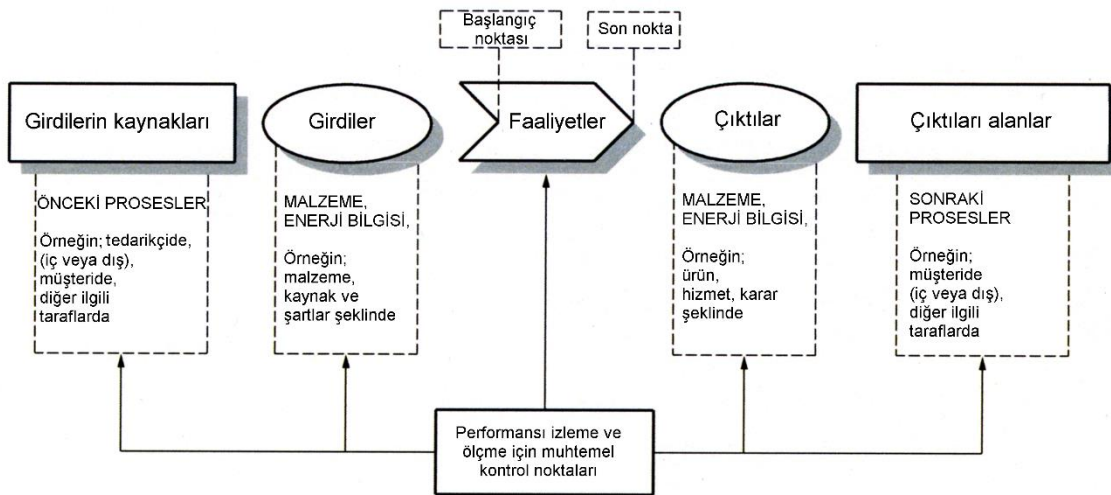 Başlangıç
noktası
Son nokta
Girdilerin kaynakları
Girdiler
Faaliyetler
Çıktılar
Çıktıları alanlar
ÖNCEKİ PROSESLER
Örneğin; tedarikçide,
(iç veya dış),
müşteride,
diğer ilgili
taraflarda
MALZEME,
ENERJİ BİLGİSİ,
Örneğin;
malzeme,
kaynak ve
şartlar şeklinde
MALZEME,
ENERJİ BİLGİSİ,
Örneğin;
ürün,
hizmet, karar
şeklinde
SONRAKİ
PROSESLER
Örneğin;
müşteride
(iç veya dış),
diğer ilgili
taraflarda
Performansı izleme ve
ölçme için muhtemel
kontrol noktaları